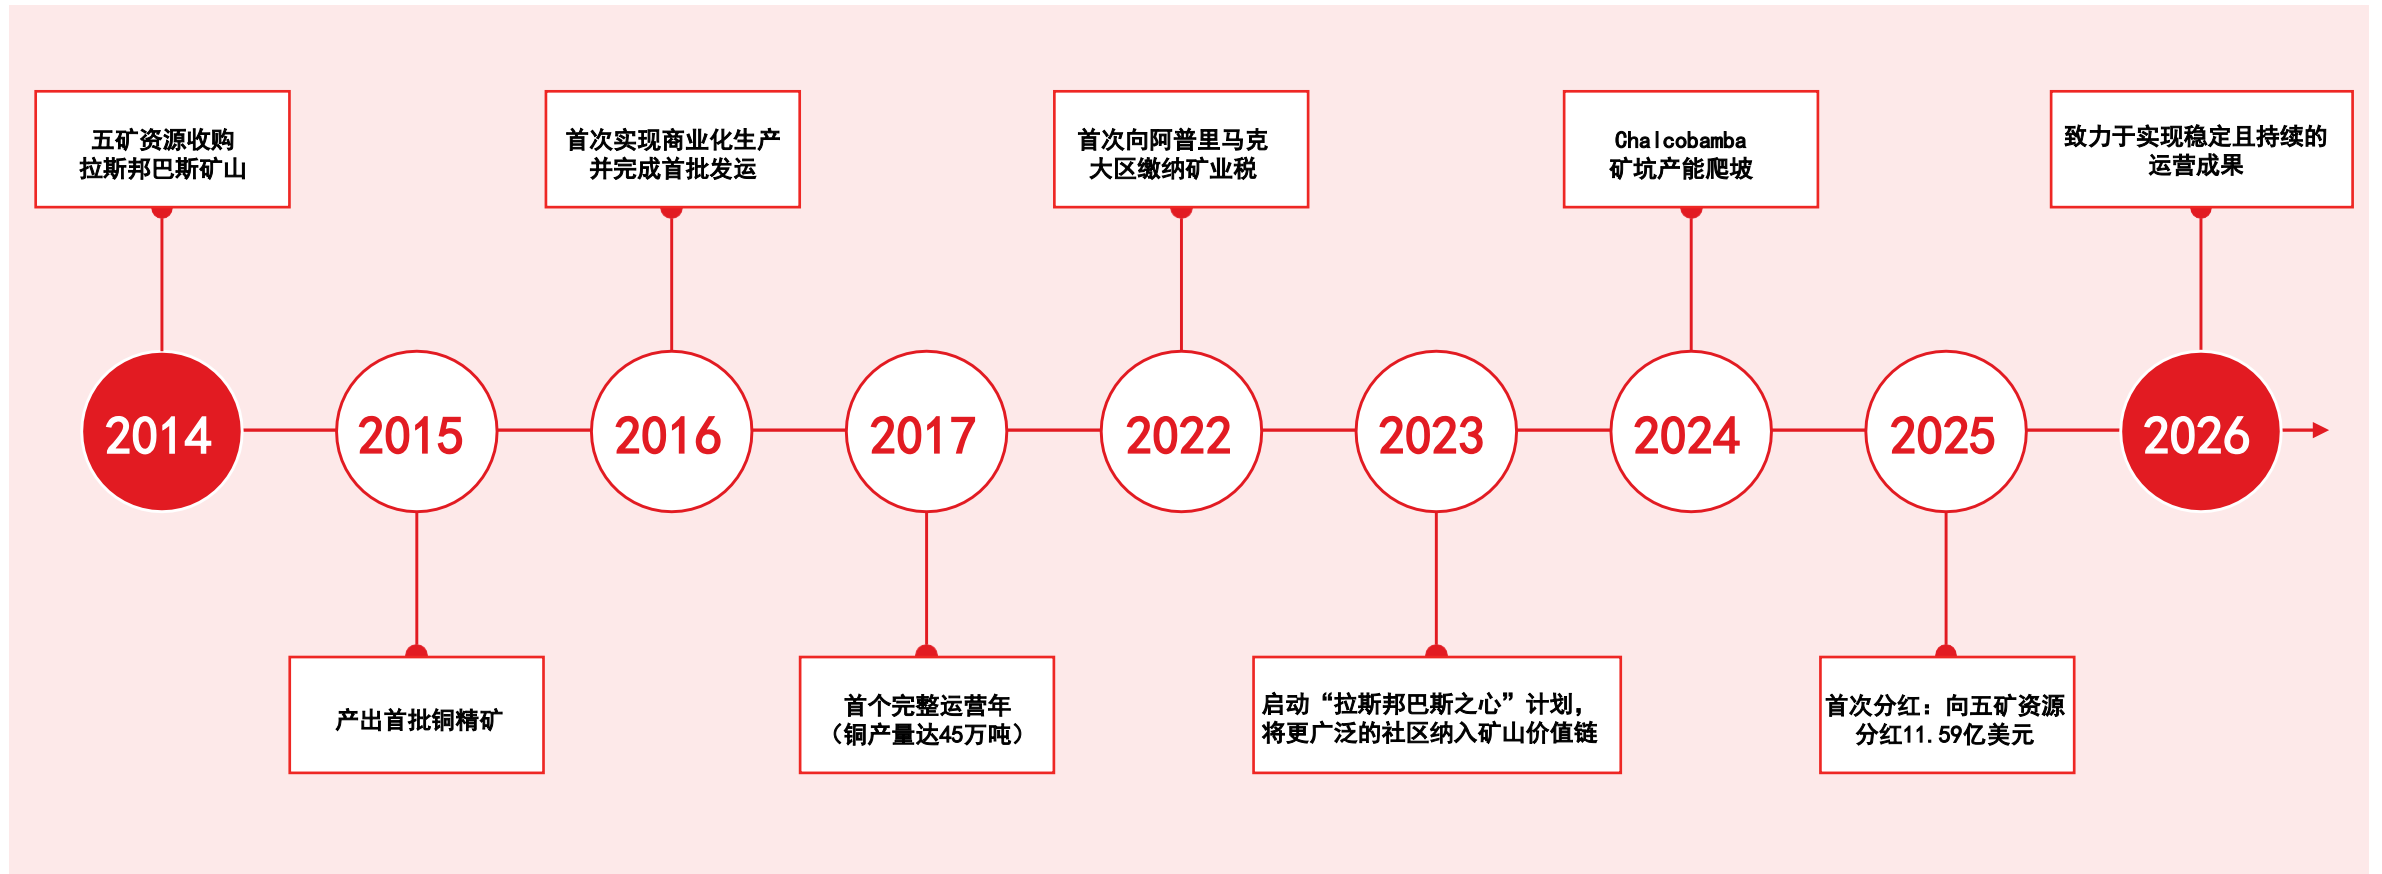 五矿资源收购
拉斯邦巴斯矿山
首次实现商业化生产
并完成首批发运
首次向阿普里马克
大区缴纳矿业税
Chalcobamba
矿坑产能爬坡
致力于实现稳定且持续的
运营成果
2014
2015
2016
2017
2022
2023
2024
2025
2026
产出首批铜精矿
首个完整运营年
（铜产量达45万吨）
启动“拉斯邦巴斯之心”计划，
将更广泛的社区纳入矿山价值链
首次分红：向五矿资源
分红11.59亿美元